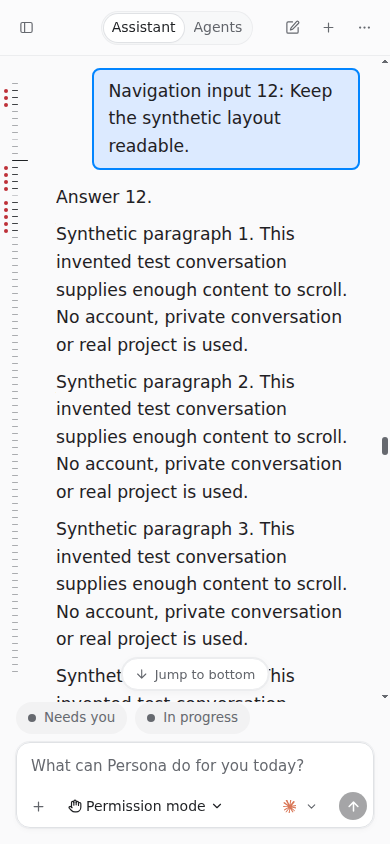 Assistant
Agents
Navigation input 12: Keep
the synthetic layout
readable.
Answer 12.
Synthetic paragraph 1. This
invented test conversation
supplies enough content to scroll.
No account, private conversation
or real project is used.
Synthetic paragraph 2. This
invented test conversation
supplies enough content to scroll.
No account, private conversation
or real project is used.
Synthetic paragraph 3. This
invented test conversation
supplies enough content to scroll.
No account, private conversation
or real project is used.
Jump to bottom
Needs you
In progress
What can Persona do for you today?
Permission mode